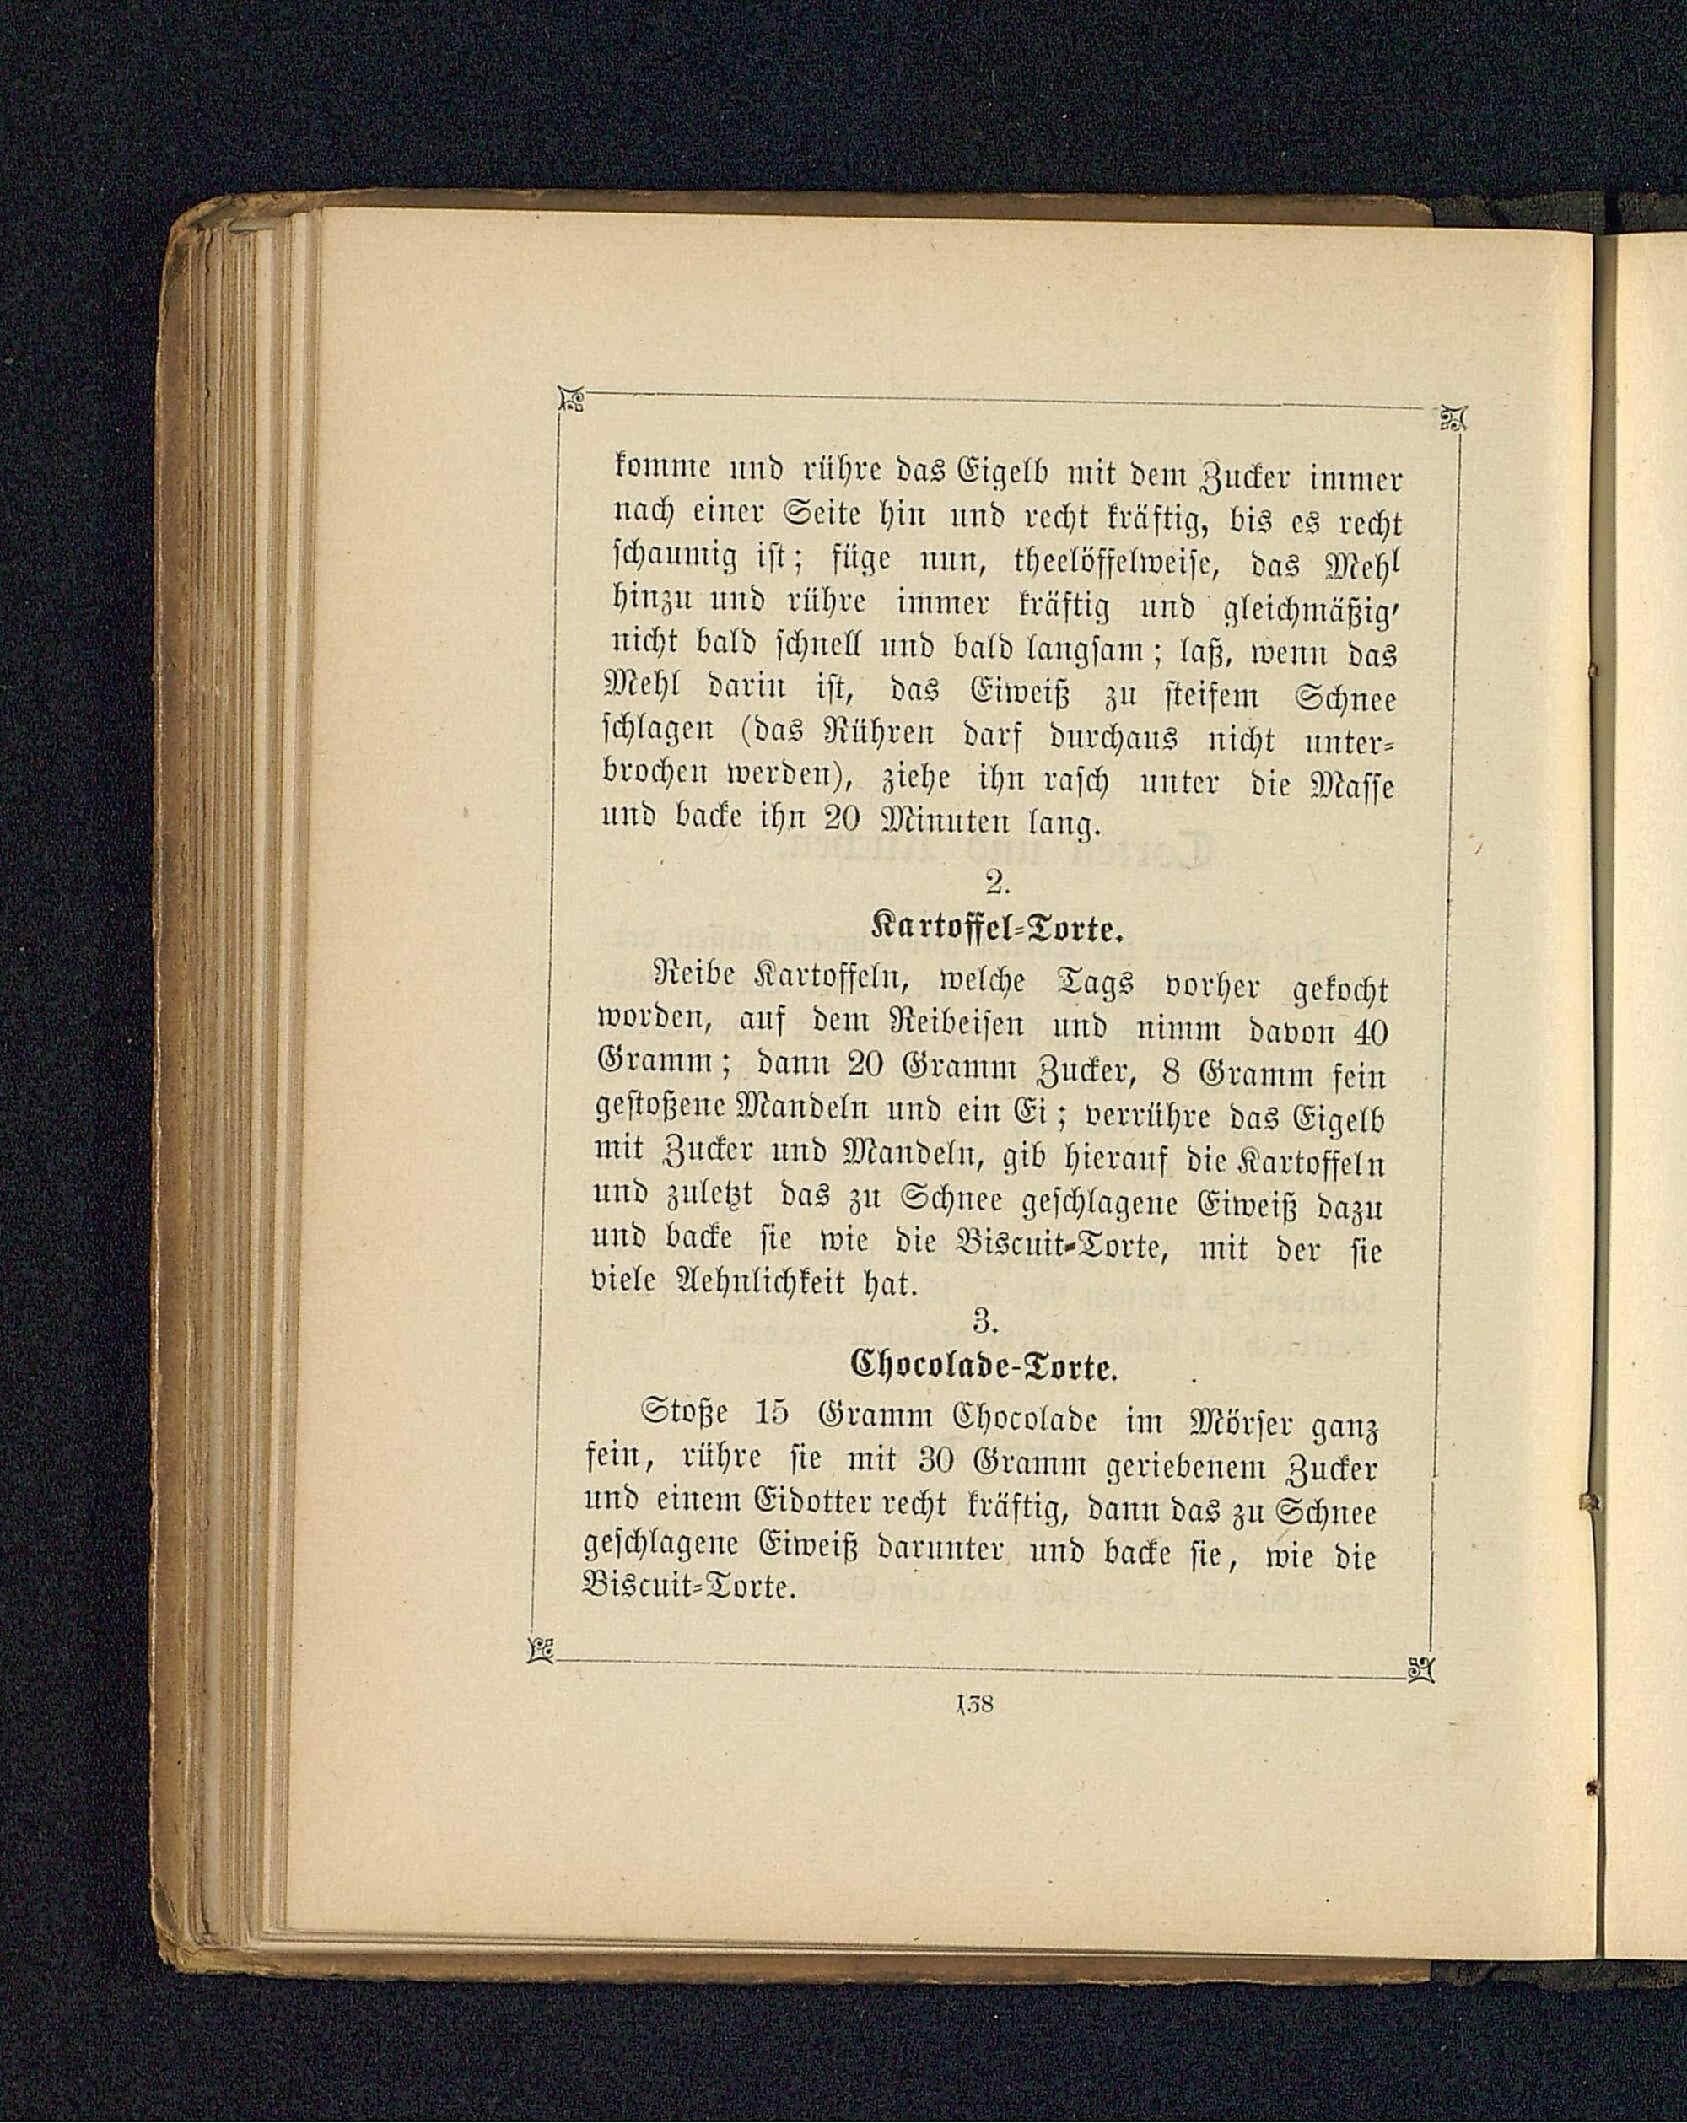 komme und rühre das Eigelb mit dem Zucker immer
nach einer Seite hin und recht kräftig, bis es recht
schaumig ist; füge nun, theelöffelweise, das Mehl
hinzu und rühre immer kräftig und gleichmäßig,
nicht bald schnell und bald langsam; laß, wenn das
Mehl darin ist, das Eiweiß zu steifem Schnee
schlagen (das Rühren darf durchaus nicht unter-
brochen werden), ziehe ihn rasch unter die Masse
und backe ihn 20 Minuten lang.
2.
Kartoffel-Torte.
Reibe Kartoffeln, welche Tags vorher gekocht
worden, auf dem Reibeisen und nimm davon 40
Gramm; dann 20 Gramm Zucker, 8 Gramm fein
gestoßene Mandeln und ein Ei; verrühre das Eigelb
mit Zucker und Mandeln, gib hierauf die Kartoffeln
und zuletzt das zu Schnee geschlagene Eiweiß dazu
und backe sie wie die Biscuit-Torte, mit der sie
viele Aehnlichkeit hat.
3.
Chocolade-Torte.
Stoße 15 Gramm Chocolade im Mörser ganz
fein, rühre sie mit 30 Gramm geriebenem Zucker
und einem Eidotter recht kräftig, dann das zu Schnee
geschlagene Eiweiß darunter und backe sie, wie die
Biscuit-Torte.
138